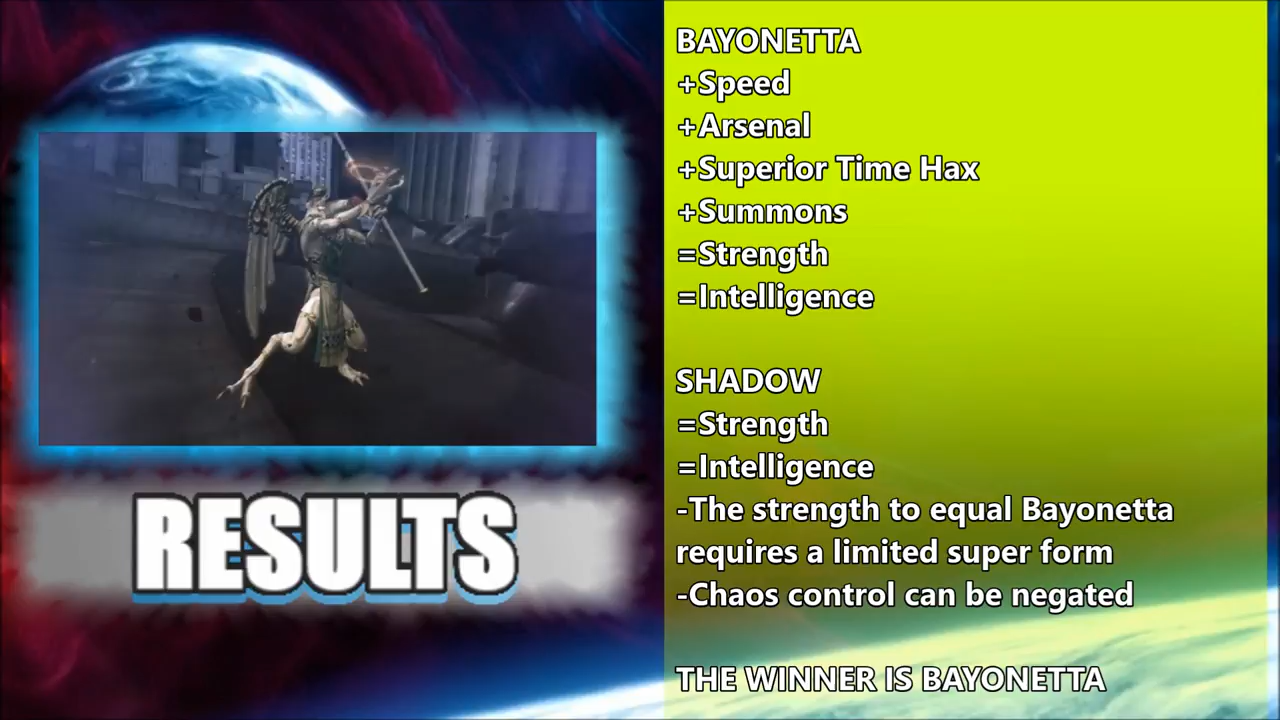 BAYONETTA
+Speed
+Arsenal
+Superior Time Hax
+Summons
=Strength
=Intelligence
SHADOW
=Strength
=Intelligence
-The strength to equal Bayonetta
requires a limited super form
-Chaos control can be negated
THE WINNER IS BAYONETTA
RESULTS